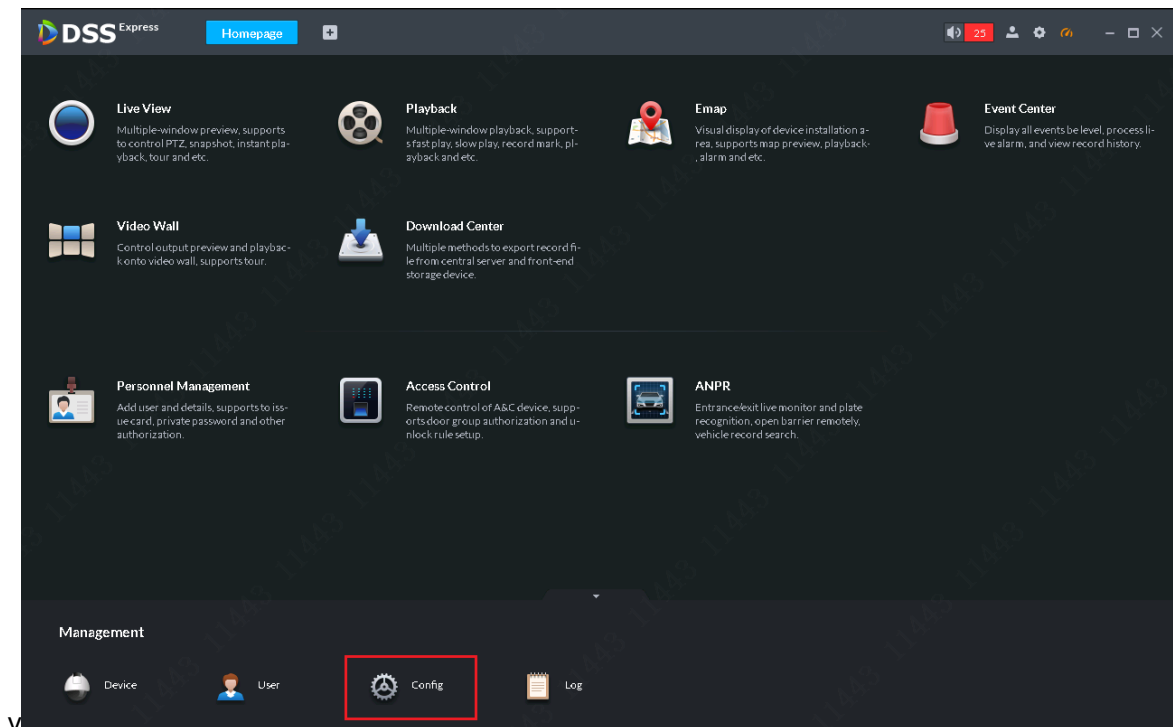 DSS Express
Homepage
25
Live View
Multiple-window preview, supports
to control PTZ, snapshot, instant pla-
yback, tour and etc.
Playback
Multiple-window playback, support-
s fast play, slow play, record mark, pl-
ayback and etc.
Emap
Visual display of device installation a-
rea, supports map preview, playback-
, alarm and etc.
Event Center
Display all events be level, process li-
ve alarm, and view record history.
Video Wall
Control output preview and playbac-
k onto video wall, supports tour.
Download Center
Multiple methods to export record fi-
le from central server and front-end
storage device.
Personnel Management
Add user and details, supports to iss-
ue card, private password and other
authorization.
Access Control
Remote control of A&C device, supp-
orts door group authorization and u-
nlock rule setup.
ANPR
Entrance/exit live monitor and plate
recognition, open barrier remotely,
vehicle record search.
Management
Device
User
Config
Log
v
11443 11443 11443